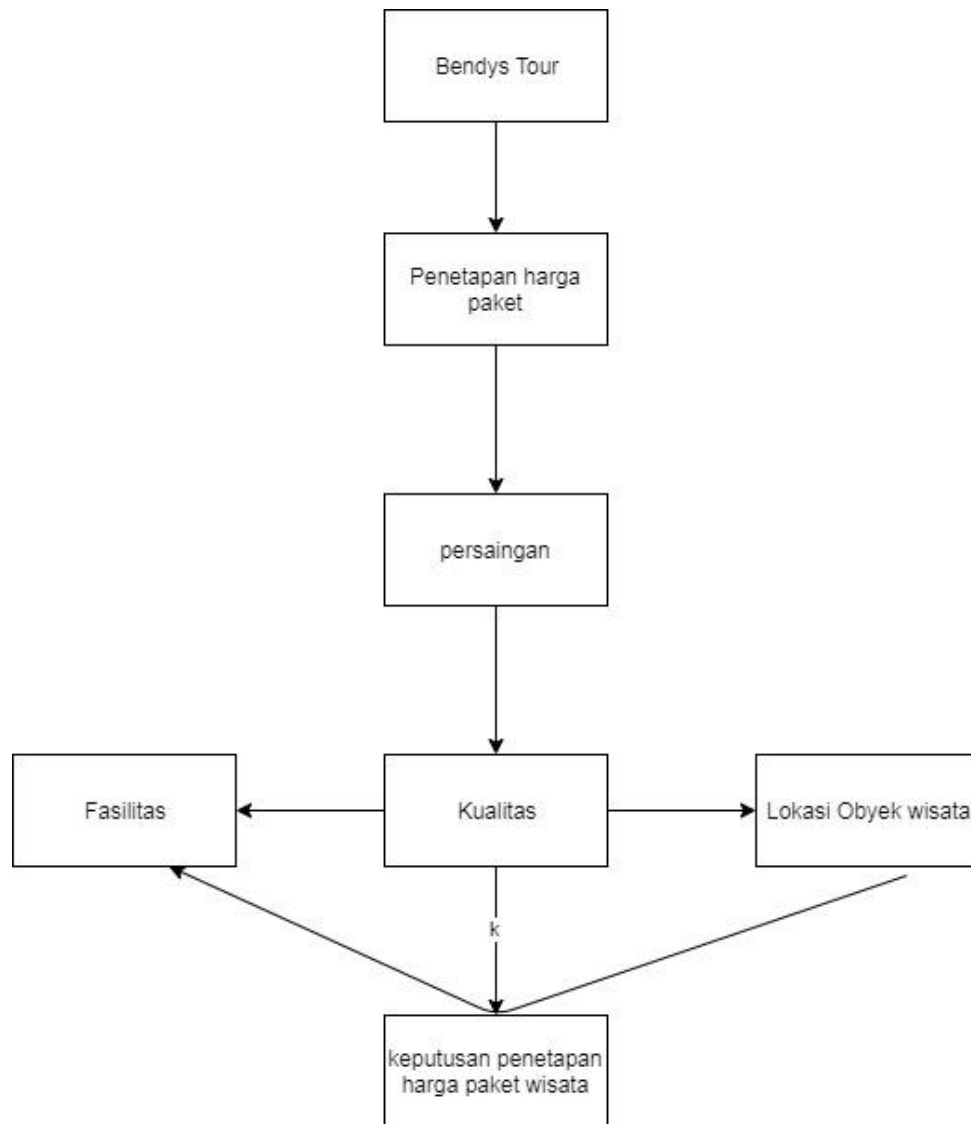 Bendys Tour
Penetapan harga
paket
persaingan
Fasilitas
Kualitas
Lokasi Obyek wisata
k
keputusan penetapan
harga paket wisata